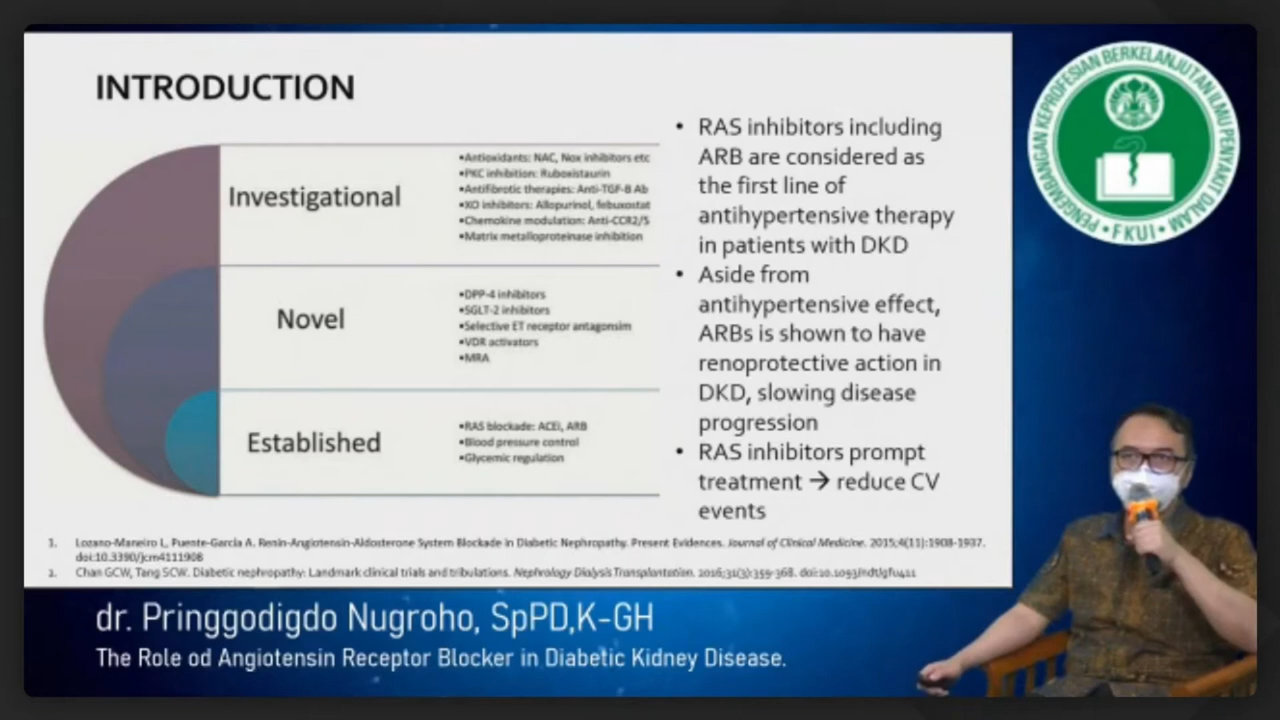 INTRODUCTION
Investigational
•Antioxidants: NAC, Nox inhibitors etc
•PKC inhibition: Ruboxistaurin
•Antifibrotic therapies: Anti-TGF-B Ab
•XO inhibitors: Allopurinol, febuxostat
•Chemokine modulation: Anti-CCR2/5
•Matrix metalloproteinase inhibition
Novel
•DPP-4 inhibitors
•SGLT-2 inhibitors
•Selective ET receptor antagonsim
•VDR activators
•MRA
Established
•RAS blockade: ACEi, ARB
•Blood pressure control
•Glycemic regulation
• RAS inhibitors including
ARB are considered as
the first line of
antihypertensive therapy
in patients with DKD
• Aside from
antihypertensive effect,
ARBs is shown to have
renoprotective action in
DKD, slowing disease
progression
• RAS inhibitors prompt
treatment → reduce CV
events
1. Lozano-Maneiro L, Puente-García A. Renin-Angiotensin-Aldosterone System Blockade in Diabetic Nephropathy. Present Evidences. Journal of Clinical Medicine. 2015;4(11):1908-1937.
doi:10.3390/jcm4111908
2. Chan GCW, Tang SCW. Diabetic nephropathy: Landmark clinical trials and tribulations. Nephrology Dialysis Transplantation. 2016;31(3):359-368. doi:10.1093/ndt/gfu411
PENGEMBANGAN KEPROFESIAN BERKELANJUTAN ILMU PENYAKIT DALAM
• FKUI •
dr. Pringgodigdo Nugroho, SpPD,K-GH
The Role od Angiotensin Receptor Blocker in Diabetic Kidney Disease.